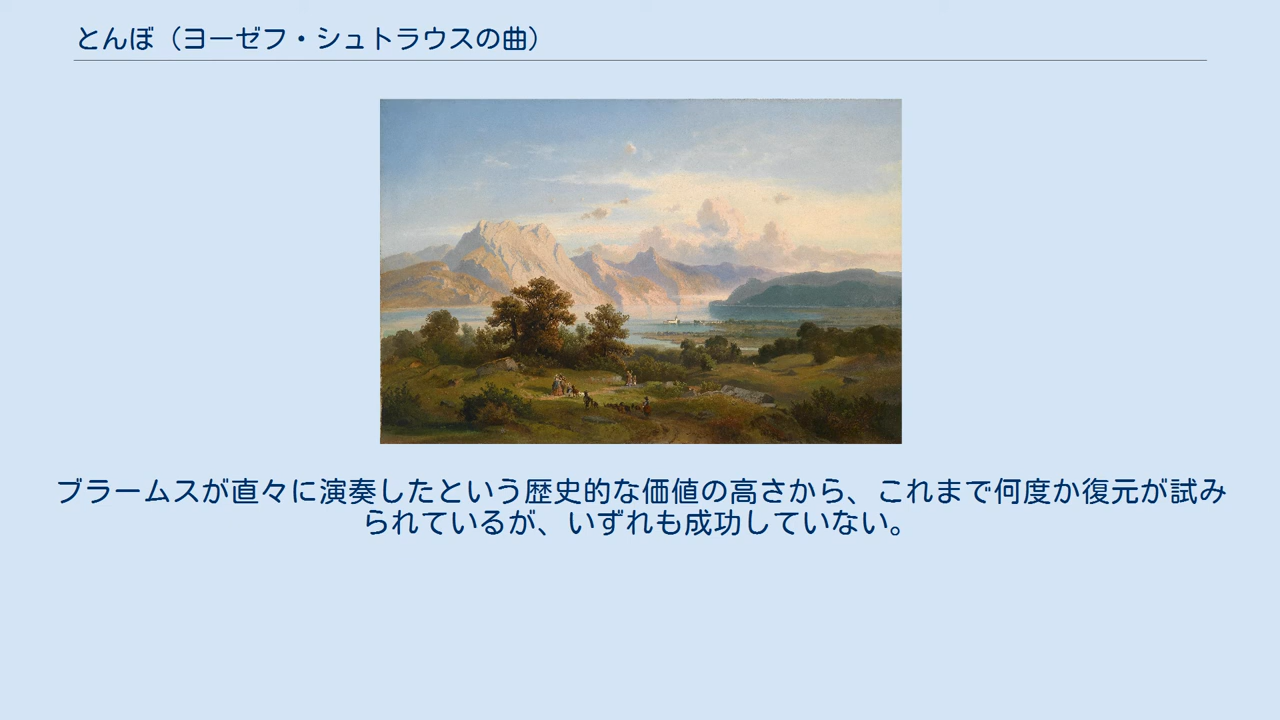 とんぼ（ヨーゼフ・シュトラウスの曲）
ブラームスが直々に演奏したという歴史的な価値の高さから、これまで何度か復元が試み
られているが、いずれも成功していない。